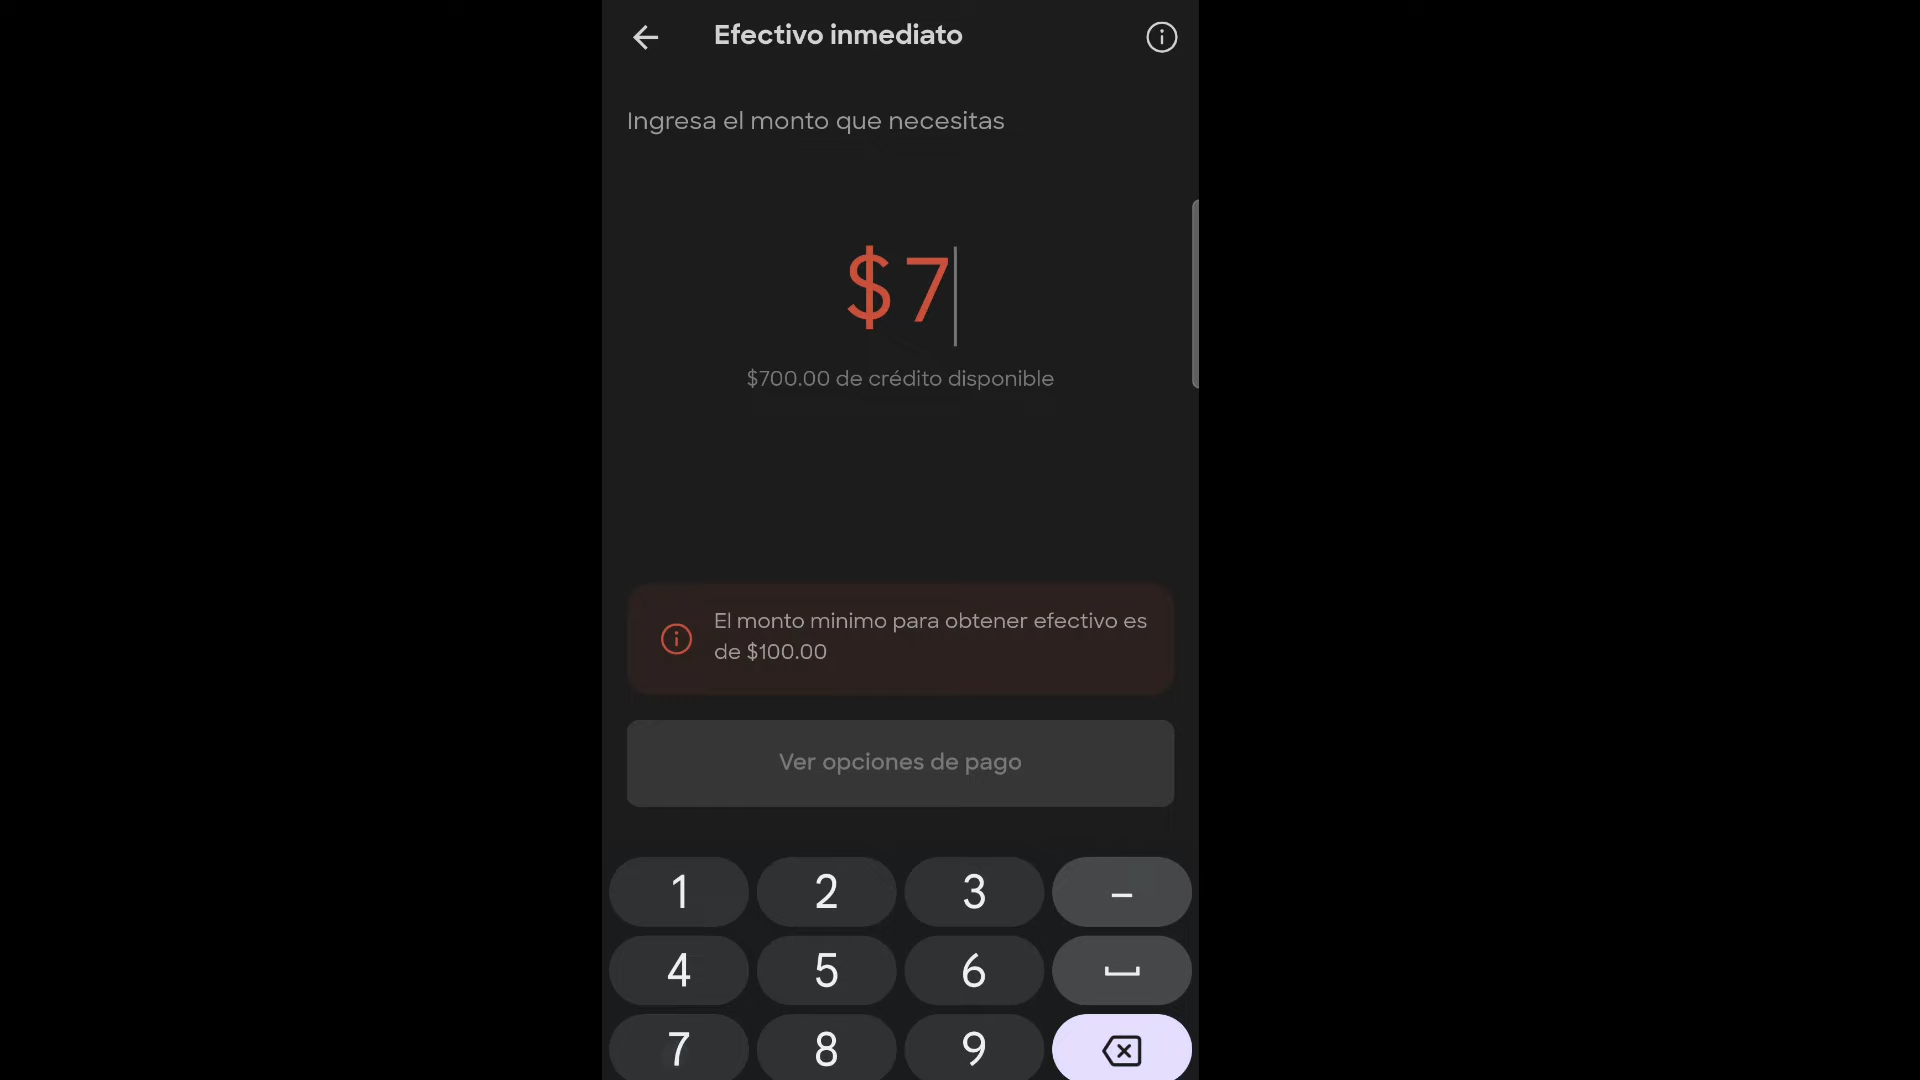 Efectivo inmediato
Ingresa el monto que necesitas
$7
$700.00 de crédito disponible
El monto minimo para obtener efectivo es
de $100.00
Ver opciones de pago
1 2 3 –
4 5 6
7 8 9